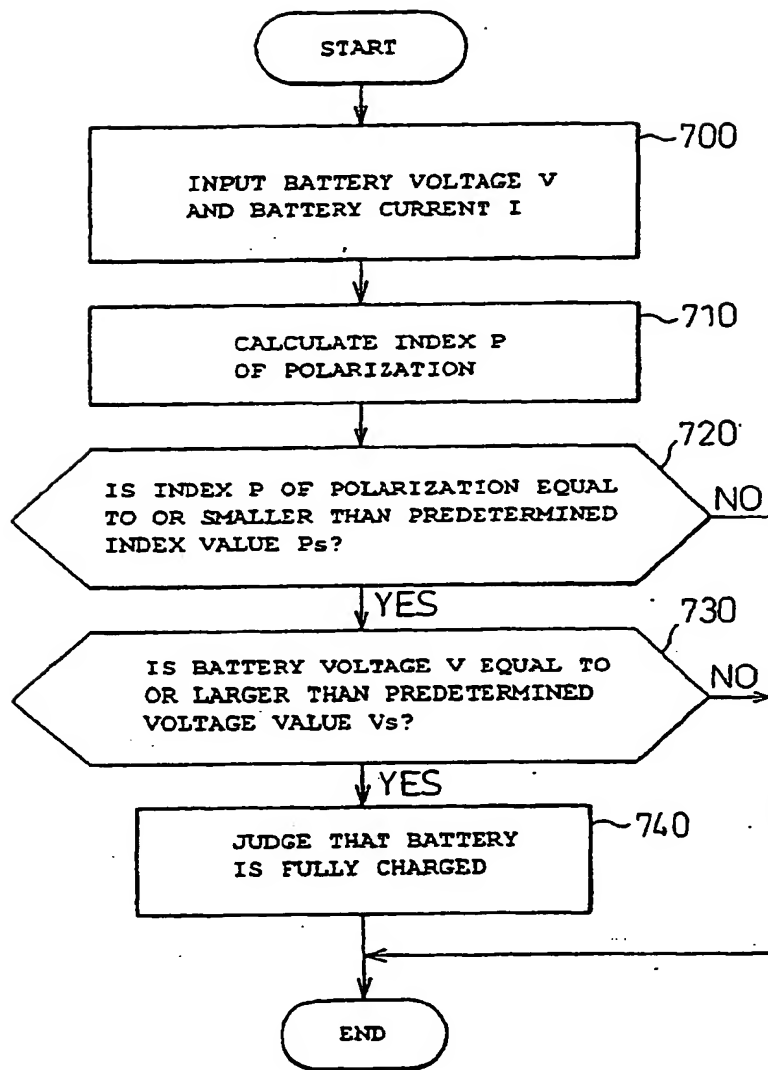 START
700
INPUT BATTERY VOLTAGE V
AND BATTERY CURRENT I
710
CALCULATE INDEX P
OF POLARIZATION
720
IS INDEX P OF POLARIZATION EQUAL
TO OR SMALLER THAN PREDETERMINED
INDEX VALUE Ps?
NO
YES
730
IS BATTERY VOLTAGE V EQUAL TO
OR LARGER THAN PREDETERMINED
VOLTAGE VALUE Vs?
NO
YES
740
JUDGE THAT BATTERY
IS FULLY CHARGED
END